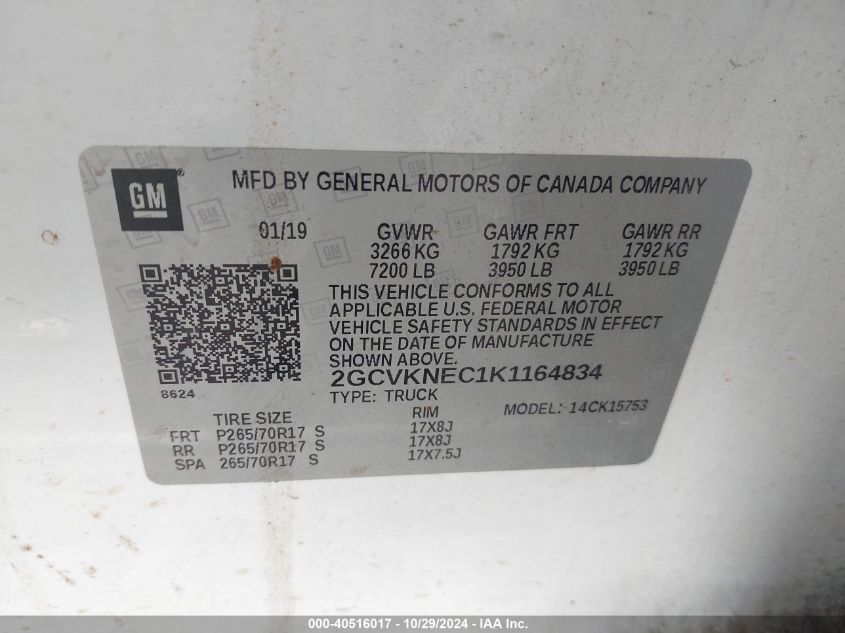 GM
MFD BY GENERAL MOTORS OF CANADA COMPANY
01/19 GVWR GAWR FRT GAWR RR
3266 KG 1792 KG 1792 KG
7200 LB 3950 LB 3950 LB
THIS VEHICLE CONFORMS TO ALL
APPLICABLE U.S. FEDERAL MOTOR
VEHICLE SAFETY STANDARDS IN EFFECT
ON THE DATE OF MANUFACTURE
SHOWN ABOVE.
8624
2GCVKNEC1K1164834
TYPE: TRUCK
MODEL: 14CK15753
TIRE SIZE RIM
FRT P265/70R17 S 17X8J
RR P265/70R17 S 17X8J
SPA 265/70R17 S 17X7.5J
000-40516017 - 10/29/2024 - IAA Inc.